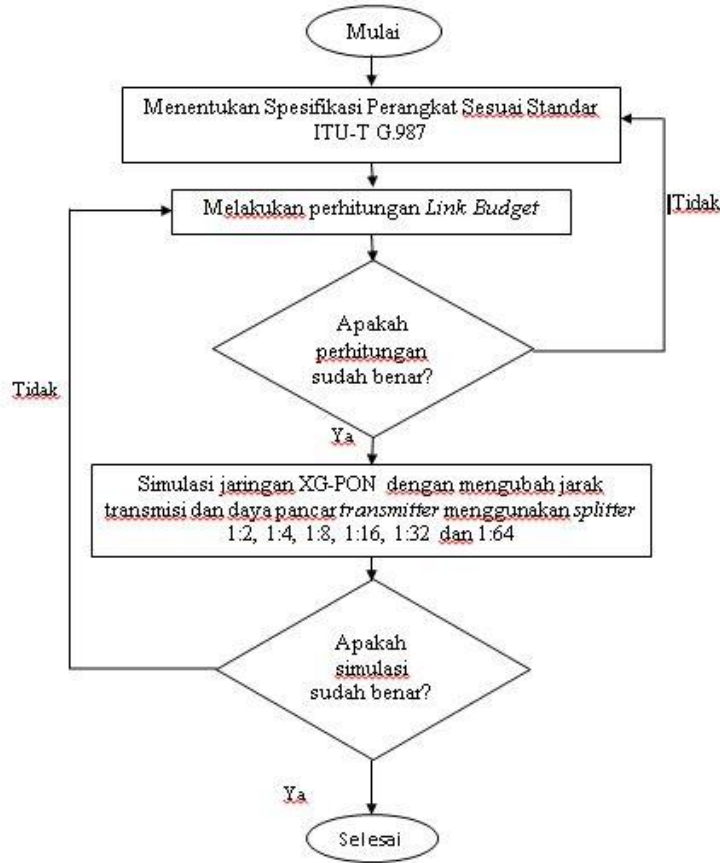 Mulai
Menentukan Spesifikasi Perangkat Sesuai Standar
ITU-T G.987
Melakukan perhitungan Link Budget
Tidak
Apakah
perhitungan
sudah benar?
Tidak
Ya
Simulasi jaringan XG-PON dengan mengubah jarak
transmisi dan daya pancar transmitter menggunakan splitter
1:2, 1:4, 1:8, 1:16, 1:32 dan 1:64
Apakah
simulasi
sudah benar?
Ya
Selesai